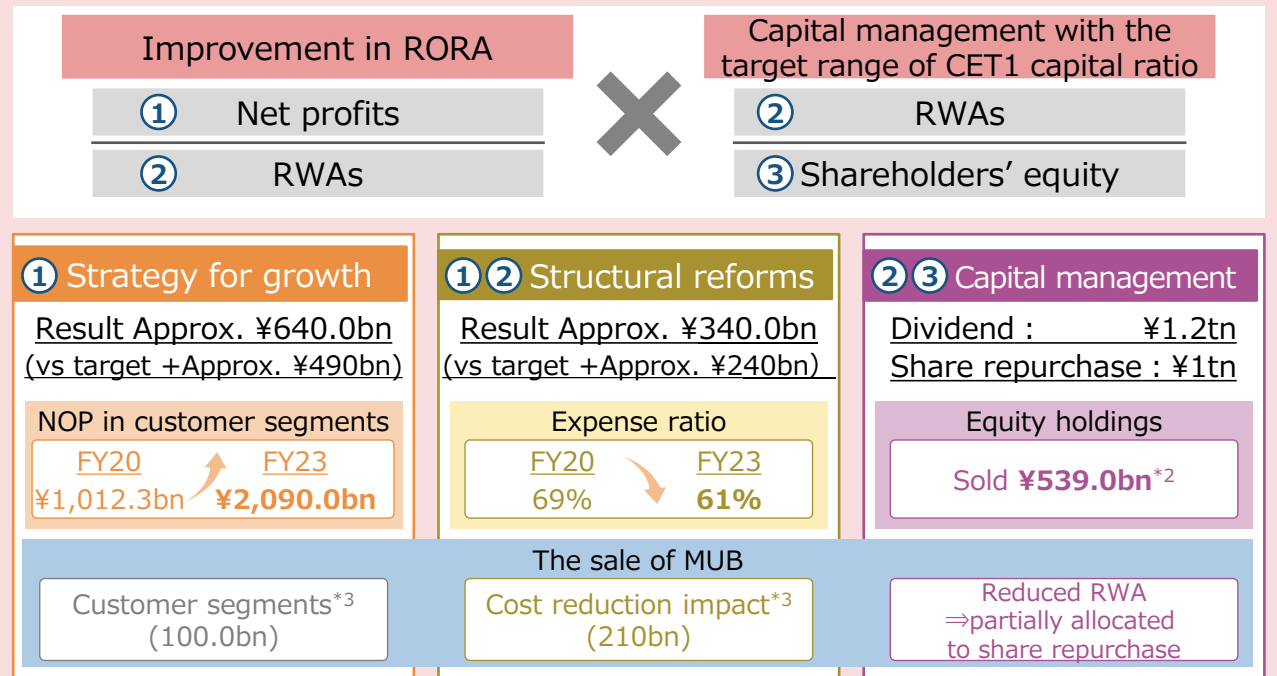 Improvement in RORA
① Net profits
② RWAs
Capital management with the
target range of CET1 capital ratio
② RWAs
③ Shareholders’ equity
① Strategy for growth
Result Approx. ¥640.0bn
(vs target +Approx. ¥490bn)
NOP in customer segments
FY20 FY23
¥1,012.3bn ¥2,090.0bn
①② Structural reforms
Result Approx. ¥340.0bn
(vs target +Approx. ¥240bn)
Expense ratio
FY20 FY23
69% 61%
②③ Capital management
Dividend : ¥1.2tn
Share repurchase : ¥1tn
Equity holdings
Sold ¥539.0bn*2
The sale of MUB
Customer segments*3
(100.0bn)
Cost reduction impact*3
(210bn)
Reduced RWA
⇒partially allocated
to share repurchase